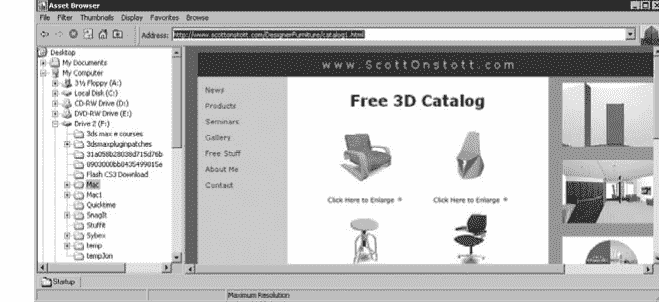 Asset Browser
File Filter Thumbnails Display Favorites Browse
Address: http://www.scottonstott.com/DesignerFurniture/catalog1.html
Desktop
My Documents
My Computer
3½ Floppy (A:)
Local Disk (C:)
CD-RW Drive (D:)
DVD-RW Drive (E:)
Drive 2 (F:)
3ds max e courses
3dsmaxpluginpatches
31a058b28038d715d76b
0903000bb8435499015e
Flash CS3 Download
Mac
Mac1
Quicktime
SnagIt
Stuffit
Sybex
temp
tempJon
www.ScottOnstott.com
News
Products
Seminars
Gallery
Free Stuff
About Me
Contact
Free 3D Catalog
Click Here to Enlarge
Click Here to Enlarge
Startup
Maximum Resolution